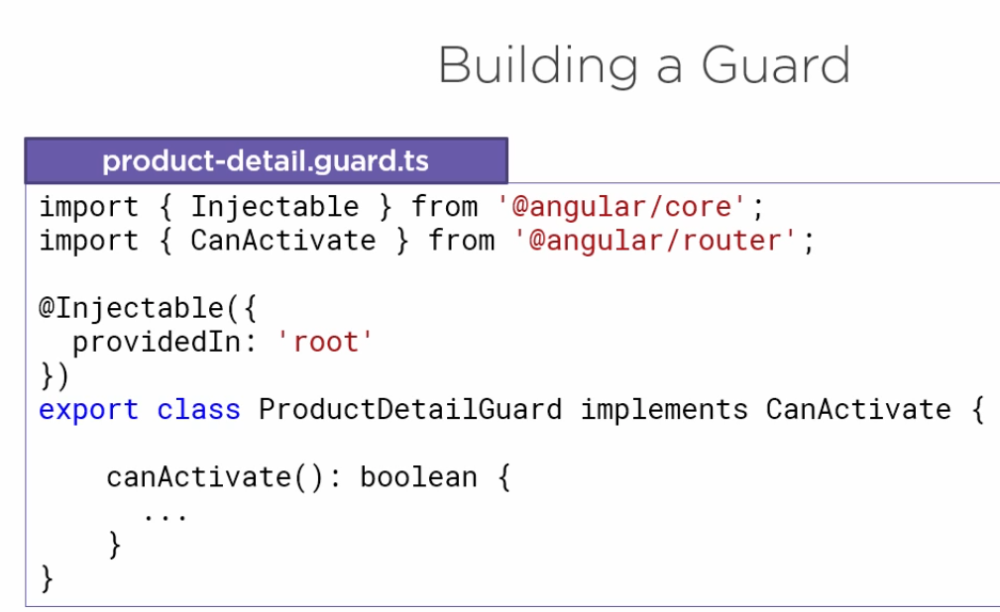 Building a Guard
product-detail.guard.ts
import { Injectable } from '@angular/core';
import { CanActivate } from '@angular/router';
@Injectable({
  providedIn: 'root'
})
export class ProductDetailGuard implements CanActivate {
    canActivate(): boolean {
      ...
    }
}